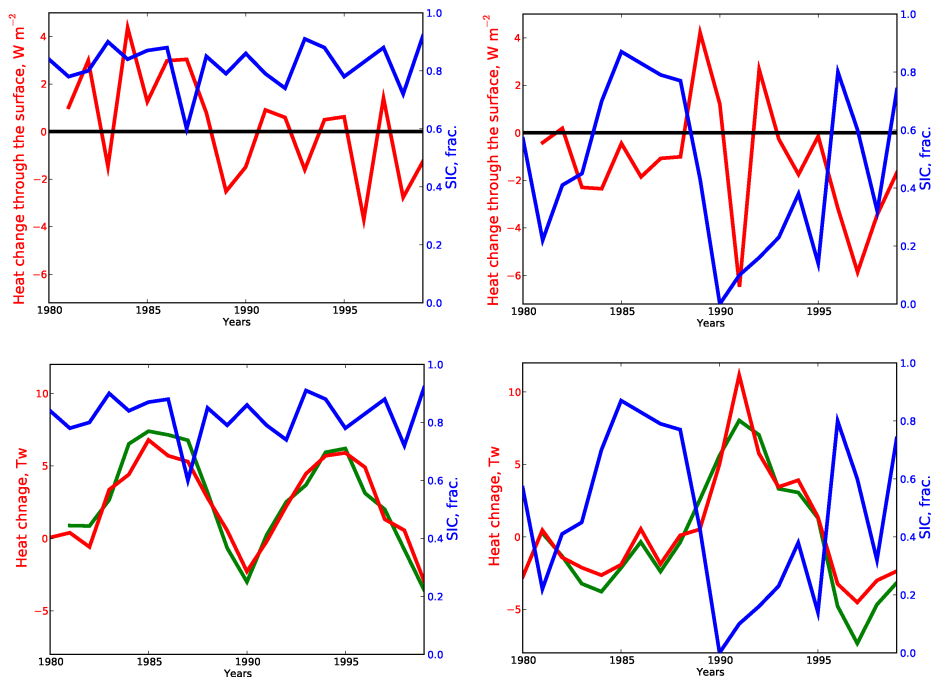 Heat change through the surface, W m⁻²
4
2
0
−2
−4
−6
1.0
0.8
0.6
0.4
0.2
0.0
SIC, frac.
1980 1985 1990 1995
Years
Heat change through the surface, W m⁻²
4
2
0
−2
−4
−6
1.0
0.8
0.6
0.4
0.2
0.0
SIC, frac.
1980 1985 1990 1995
Years
Heat chnage, Tw
10
5
0
−5
1.0
0.8
0.6
0.4
0.2
0.0
SIC, frac.
1980 1985 1990 1995
Years
Heat chnage, Tw
10
5
0
−5
1.0
0.8
0.6
0.4
0.2
0.0
SIC, frac.
1980 1985 1990 1995
Years